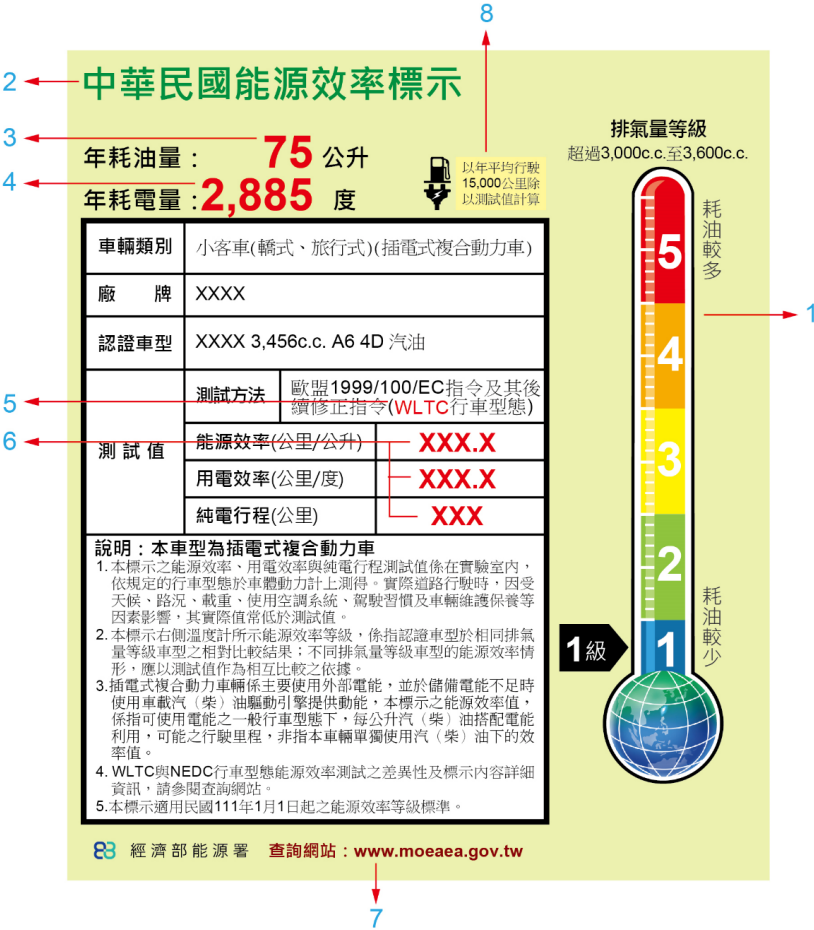 8
2
中華民國能源效率標示
3
年耗油量： 75 公升
4
年耗電量：2,885 度
以年平均行駛
15,000公里除
以測試值計算
排氣量等級
超過3,000c.c.至3,600c.c.
車輛類別 小客車(轎式、旅行式)(插電式複合動力車)
廠 牌 XXXX
認證車型 XXXX 3,456c.c. A6 4D 汽油
5
測試值
測試方法 歐盟1999/100/EC指令及其後
續修正指令(WLTC行車型態)
6
能源效率(公里/公升) XXX.X
用電效率(公里/度) XXX.X
純電行程(公里) XXX
說明：本車型為插電式複合動力車
1.本標示之能源效率、用電效率與純電行程測試值係在實驗室內，
依規定的行車型態於車體動力計上測得。實際道路行駛時，因受
天候、路況、載重、使用空調系統、駕駛習慣及車輛維護保養等
因素影響，其實際值常低於測試值。
2.本標示右側溫度計所示能源效率等級，係指認證車型於相同排氣
量等級車型之相對比較結果；不同排氣量等級車型的能源效率情
形，應以測試值作為相互比較之依據。
3.插電式複合動力車輛係主要使用外部電能，並於儲備電能不足時
使用車載汽（柴）油驅動引擎提供動能，本標示之能源效率值，
係指可使用電能之一般行車型態下，每公升汽（柴）油搭配電能
利用，可能之行駛里程，非指本車輛單獨使用汽（柴）油下的效
率值。
4. WLTC與NEDC行車型態能源效率測試之差異性及標示內容詳細
資訊，請參閱查詢網站。
5.本標示適用民國111年1月1日起之能源效率等級標準。
耗油較多
5
4
3
2
1
耗油較少
1級
1
經濟部能源署 查詢網站：www.moeaea.gov.tw
7